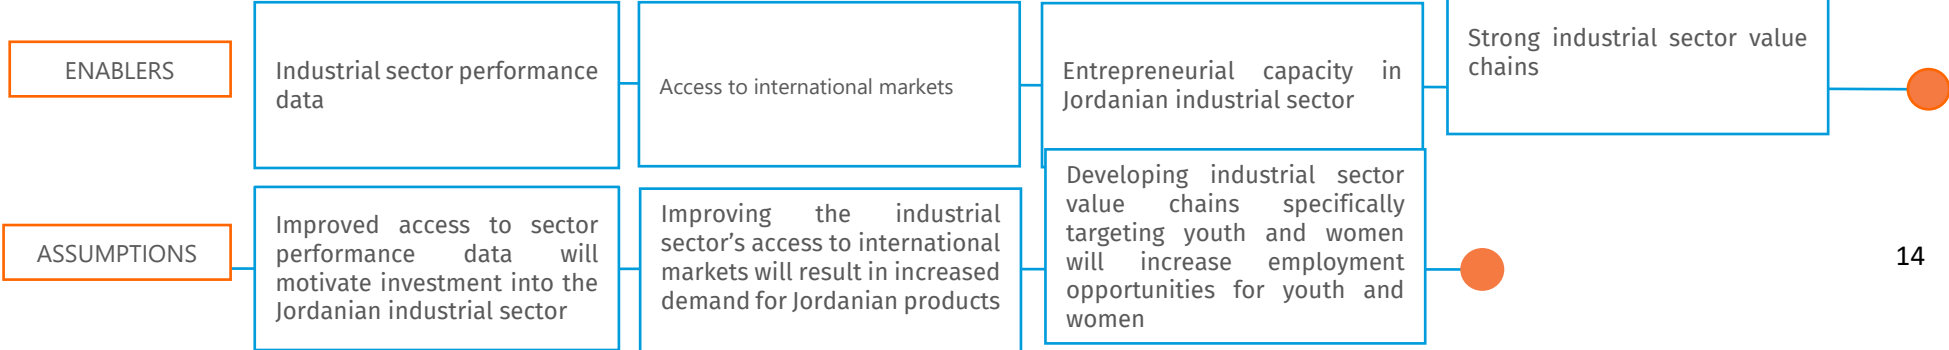 ENABLERS
Industrial sector performance
data
Access to international markets
Entrepreneurial capacity in
Jordanian industrial sector
Strong industrial sector value
chains
ASSUMPTIONS
Improved access to sector
performance data will
motivate investment into the
Jordanian industrial sector
Improving the industrial
sector’s access to international
markets will result in increased
demand for Jordanian products
Developing industrial sector
value chains specifically
targeting youth and women
will increase employment
opportunities for youth and
women
14